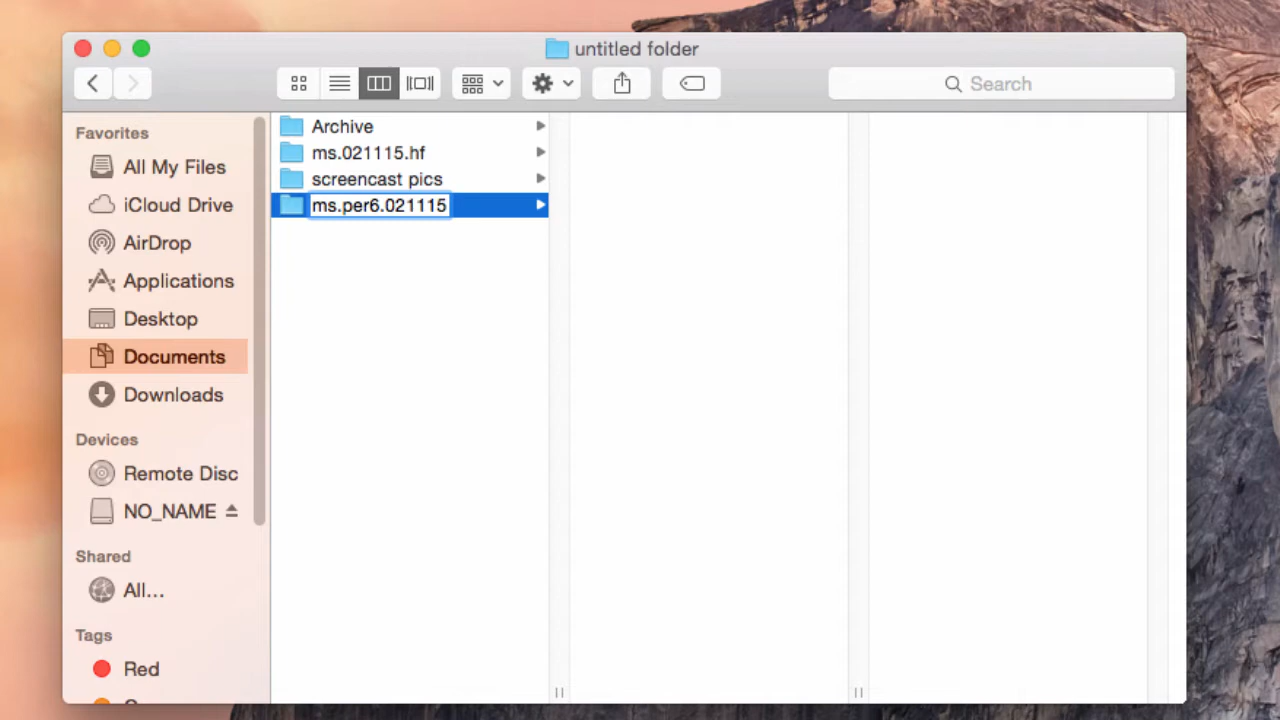 untitled folder
Search
Favorites
All My Files
iCloud Drive
AirDrop
Applications
Desktop
Documents
Downloads
Devices
Remote Disc
NO_NAME
Shared
All...
Tags
Red
Archive
ms.021115.hf
screencast pics
ms.per6.021115